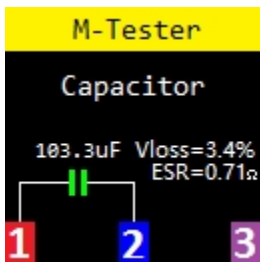 M-Tester
Capacitor
103.3uF Vloss=3.4%
ESR=0.71Ω
1 2 3